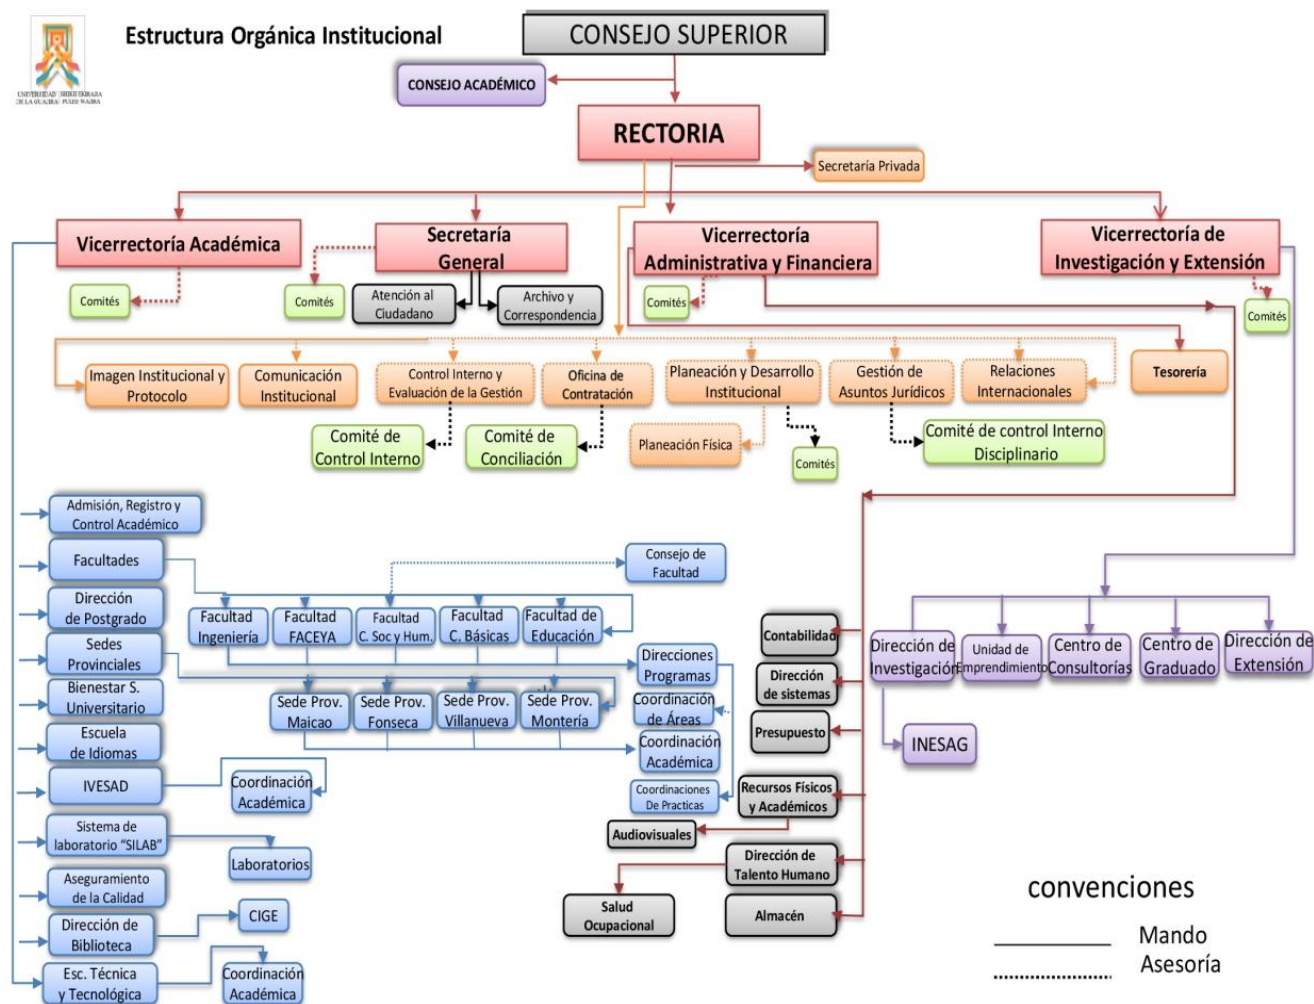 Estructura Orgánica Institucional
CONSEJO SUPERIOR
CONSEJO ACADÉMICO
RECTORIA
Secretaría Privada
Vicerrectoría Académica
Secretaría
General
Vicerrectoría
Administrativa y Financiera
Vicerrectoría de
Investigación y Extensión
Comités
Comités
Atención al
Ciudadano
Archivo y
Correspondencia
Comités
Comités
Imagen Institucional y
Protocolo
Comunicación
Institucional
Control Interno y
Evaluación de la Gestión
Oficina de
Contratación
Planeación y Desarrollo
Institucional
Gestión de
Asuntos Jurídicos
Relaciones
Internacionales
Tesorería
Comité de
Control Interno
Comité de
Conciliación
Planeación Física
Comités
Comité de control Interno
Disciplinario
Admisión, Registro y
Control Académico
Facultades
Consejo de
Facultad
Dirección
de Postgrado
Facultad
Ingeniería
Facultad
FACEYA
Facultad
C. Soc y Hum.
Facultad
C. Básicas
Facultad de
Educación
Sedes
Provinciales
Direcciones
Programas
Bienestar S.
Universitario
Sede Prov.
Maicao
Sede Prov.
Fonseca
Sede Prov.
Villanueva
Sede Prov.
Montería
Coordinación
de Áreas
Escuela
de Idiomas
Coordinación
Académica
IVESAD
Coordinación
Académica
Coordinaciones
De Practicas
Sistema de
laboratorio "SILAB"
Laboratorios
Aseguramiento
de la Calidad
Dirección de
Biblioteca
CIGE
Esc. Técnica
y Tecnológica
Coordinación
Académica
Contabilidad
Dirección
de sistemas
Presupuesto
Recursos Físicos
y Académicos
Audiovisuales
Dirección de
Talento Humano
Salud
Ocupacional
Almacén
Dirección de
Investigación
Unidad de
Emprendimiento
Centro de
Consultorías
Centro de
Graduado
Dirección de
Extensión
INESAG
convenciones
Mando
Asesoría